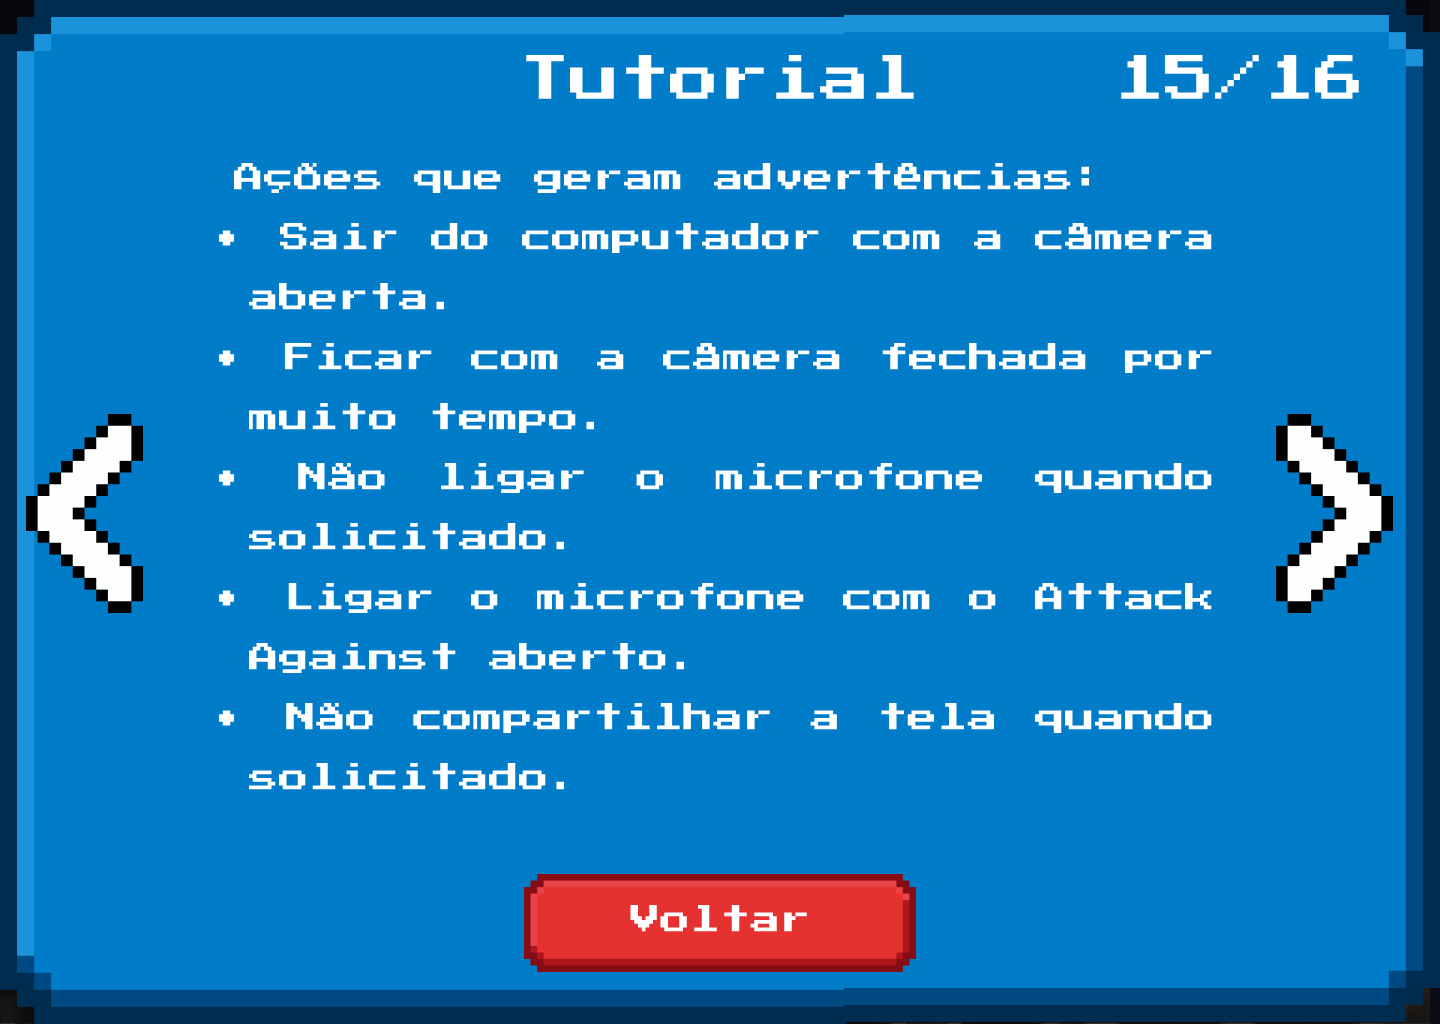 Tutorial 15/16
Ações que geram advertências:
• Sair do computador com a câmera
aberta.
• Ficar com a câmera fechada por
muito tempo.
• Não ligar o microfone quando
solicitado.
• Ligar o microfone com o Attack
Against aberto.
• Não compartilhar a tela quando
solicitado.
Voltar